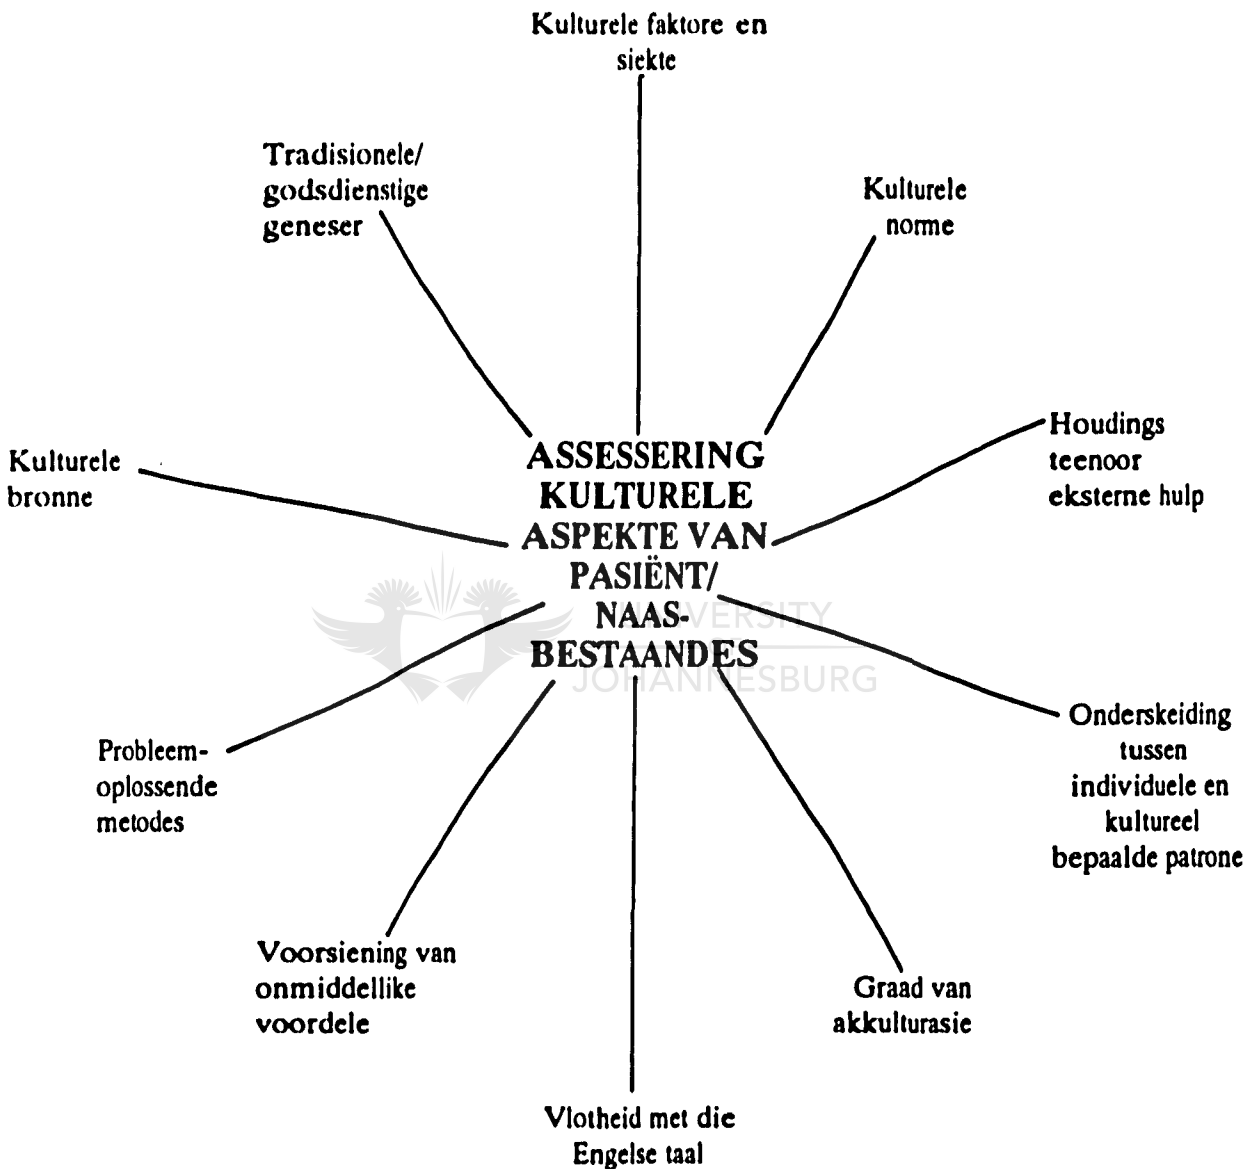 Kulturele faktore en
siekte
Tradisionele/
godsdienstige
geneser
Kulturele
norme
Houdings
teenoor
eksterne hulp
Kulturele
bronne
ASSESSERING
KULTURELE
ASPEKTE VAN
PASIËNT/
NAAS-
BESTAANDES
UNIVERSITY
JOHANNESBURG
Onderskeiding
tussen
individuele en
kultureel
bepaalde patrone
Probleem-
oplossende
metodes
Voorsiening van
onmiddellike
voordele
Graad van
akkulturasie
Vlotheid met die
Engelse taal